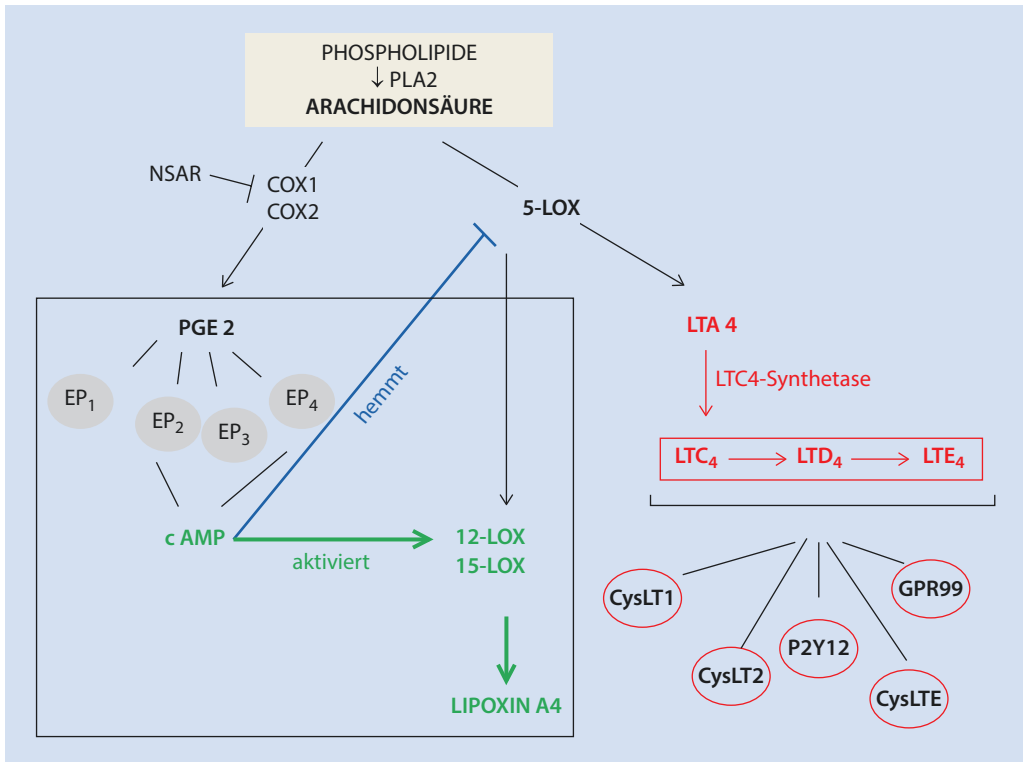 PHOSPHOLIPIDE
↓ PLA2
ARACHIDONSÄURE
NSAR
COX1
COX2
5-LOX
PGE 2
EP₁
EP₂
EP₃
EP₄
hemmt
c AMP
aktiviert
12-LOX
15-LOX
LIPOXIN A4
LTA 4
LTC4-Synthetase
LTC₄ → LTD₄ → LTE₄
CysLT1
CysLT2
P2Y12
CysLTE
GPR99